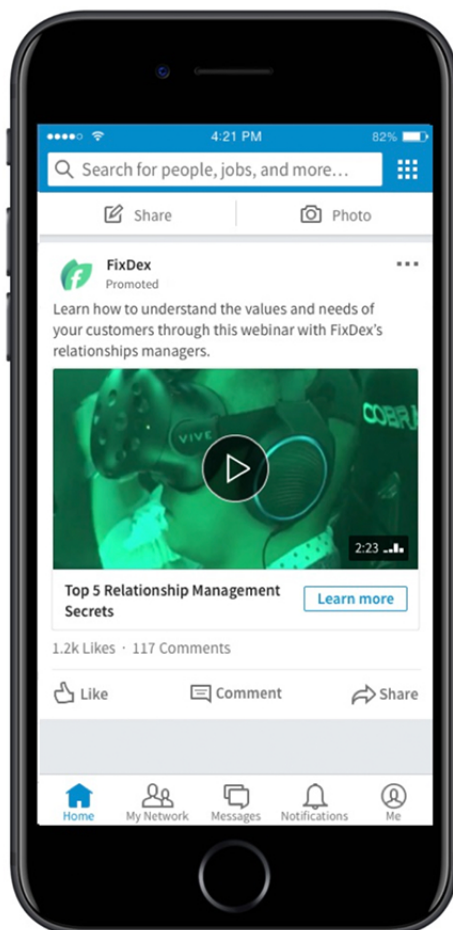 4:21 PM
82%
Search for people, jobs, and more...
Share
Photo
FixDex
Promoted
Learn how to understand the values and needs of
your customers through this webinar with FixDex's
relationships managers.
VIVE
2:23
Top 5 Relationship Management
Secrets
Learn more
1.2k Likes · 117 Comments
Like
Comment
Share
Home
My Network
Messages
Notifications
Me